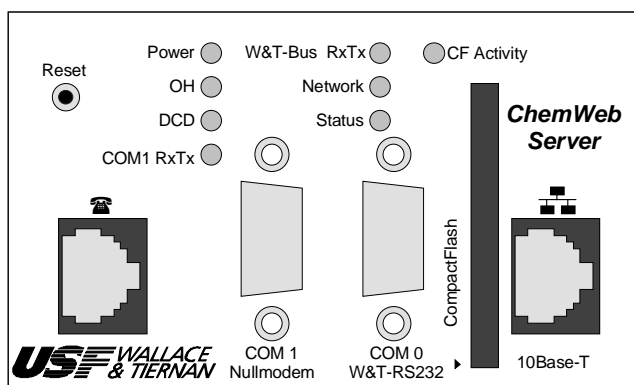 Power
W&T-Bus RxTx
CF Activity
Reset
OH
Network
DCD
Status
ChemWeb
Server
COM1 RxTx
CompactFlash
USF WALLACE
& TIERNAN
COM 1
Nullmodem
COM 0
W&T-RS232
10Base-T